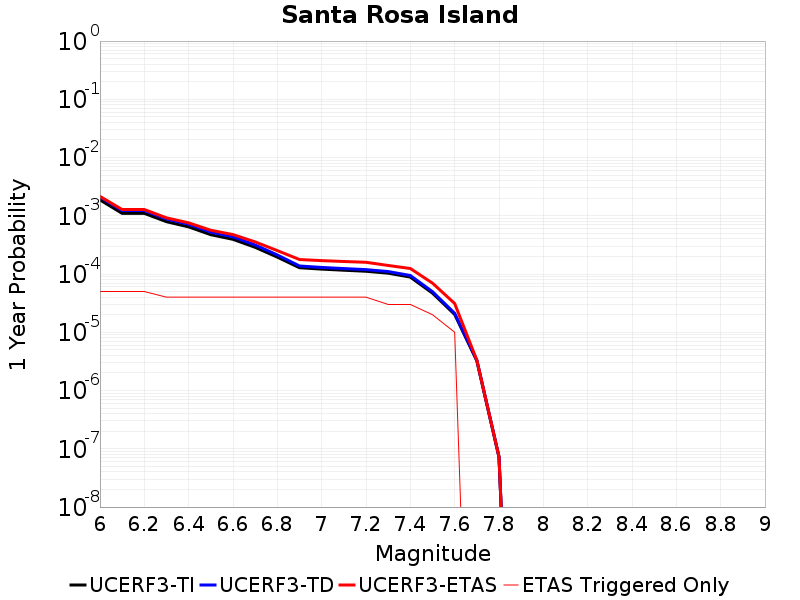 Santa Rosa Island
10^0
10^-1
10^-2
10^-3
10^-4
10^-5
10^-6
10^-7
10^-8
1 Year Probability
6 6.2 6.4 6.6 6.8 7 7.2 7.4 7.6 7.8 8 8.2 8.4 8.6 8.8 9
Magnitude
UCERF3-TI UCERF3-TD UCERF3-ETAS ETAS Triggered Only